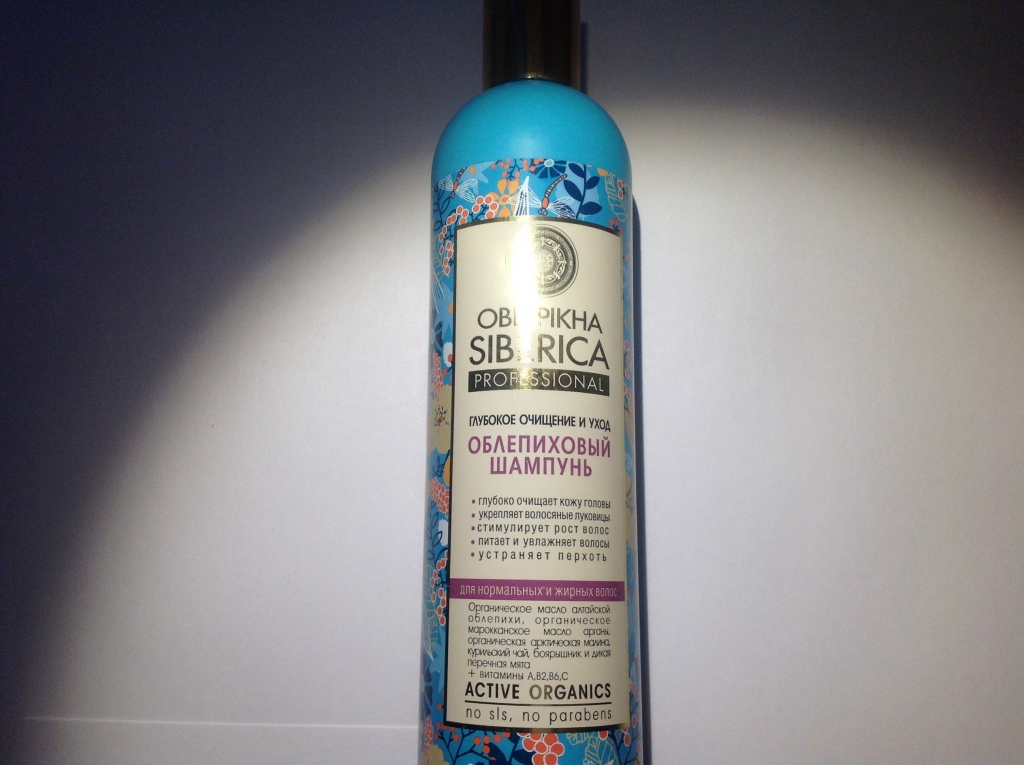 OBLEPIKHA
SIBERICA
PROFESSIONAL
ГЛУБОКОЕ ОЧИЩЕНИЕ И УХОД
ОБЛЕПИХОВЫЙ
ШАМПУНЬ
• глубоко очищает кожу головы
• укрепляет волосяные луковицы
• стимулирует рост волос
• питает и увлажняет волосы
• устраняет перхоть
для нормальных и жирных волос
Органическое масло алтайской
облепихи, органическое
марокканское масло арганы,
органическая арктическая малина,
курильский чай, боярышник и дикая
перечная мята
+ витамины А,В2,В6,С
ACTIVE ORGANICS
no sls, no parabens